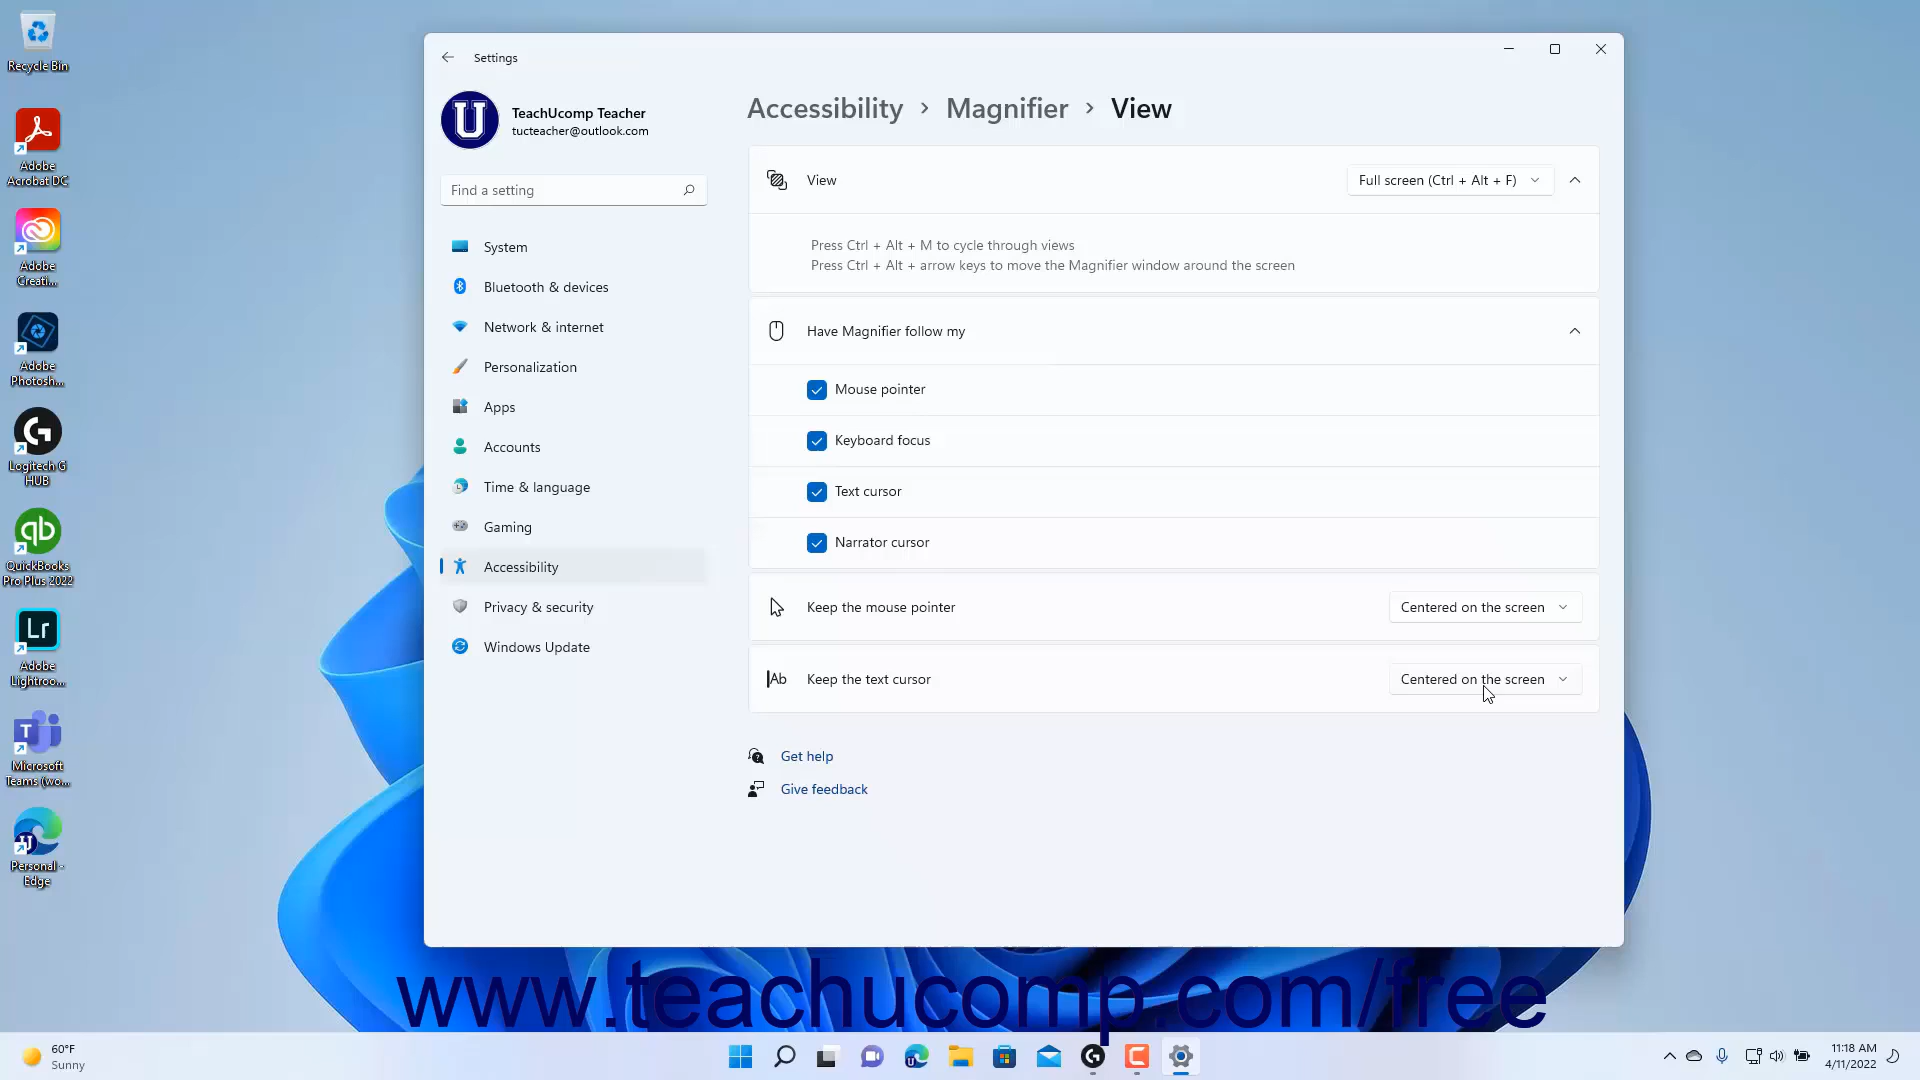 Recycle Bin
Adobe
Acrobat DC
Adobe
Creati...
Adobe
Photosh...
Logitech G
HUB
QuickBooks
Pro Plus 2022
Adobe
Lightroo...
Microsoft
Teams (wo...
Personal -
Edge
Settings
TeachUcomp Teacher
tucteacher@outlook.com
Find a setting
System
Bluetooth & devices
Network & internet
Personalization
Apps
Accounts
Time & language
Gaming
Accessibility
Privacy & security
Windows Update
Accessibility > Magnifier > View
View
Full screen (Ctrl + Alt + F)
Press Ctrl + Alt + M to cycle through views
Press Ctrl + Alt + arrow keys to move the Magnifier window around the screen
Have Magnifier follow my
Mouse pointer
Keyboard focus
Text cursor
Narrator cursor
Keep the mouse pointer
Centered on the screen
Ab
Keep the text cursor
Centered on the screen
Get help
Give feedback
www.teachucomp.com/free
60°F
Sunny
11:18 AM
4/11/2022